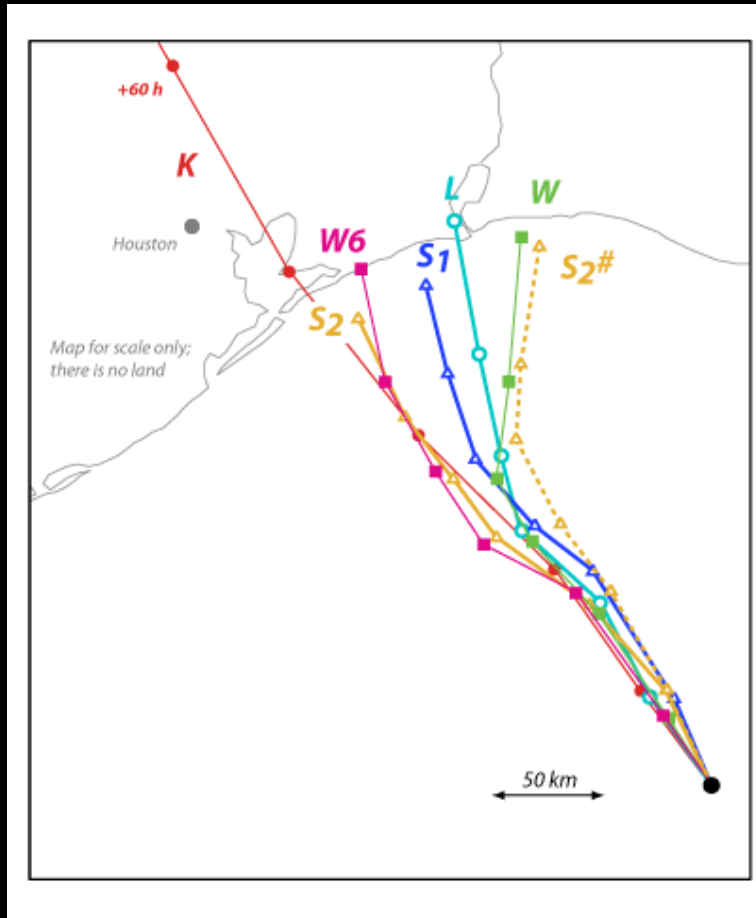 +60 h
K
L
W
Houston
W6
S1
S2#
S2
Map for scale only;
there is no land
50 km